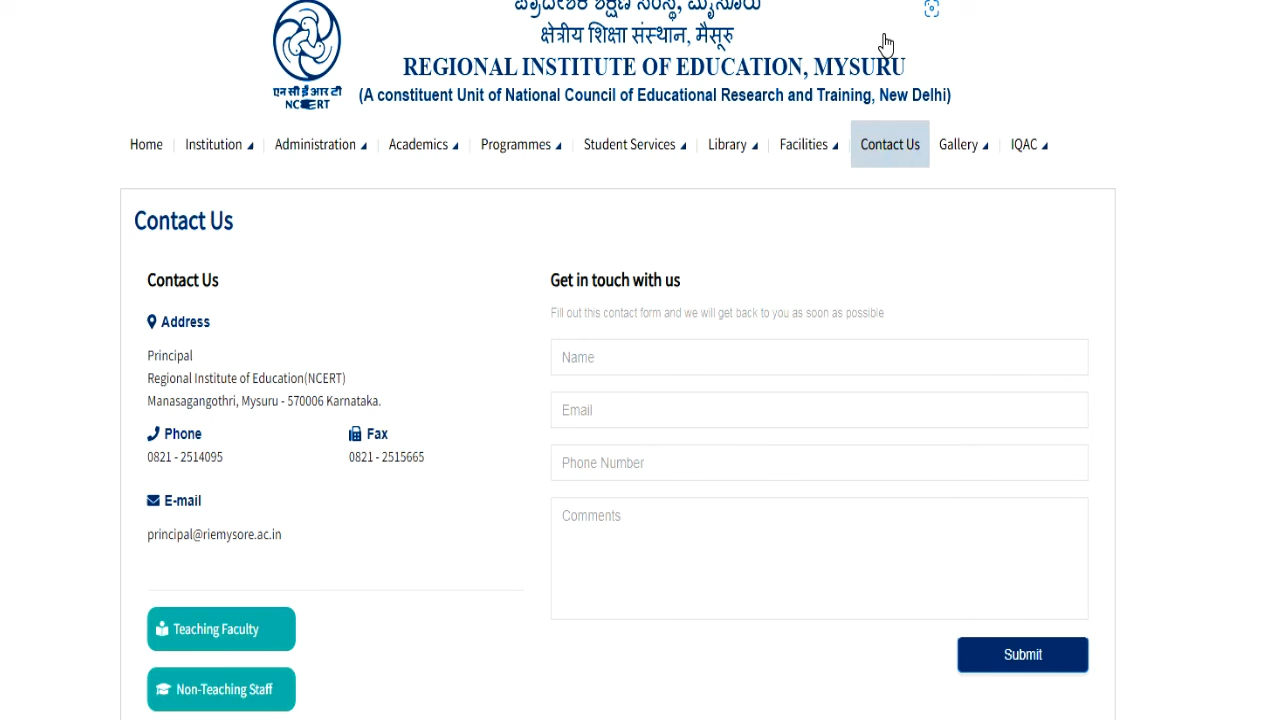 ಪ್ರಾದೇಶಿಕ ಶಿಕ್ಷಣ ಸಂಸ್ಥೆ, ಮೈಸೂರು
क्षेत्रीय शिक्षा संस्थान, मैसूरु
REGIONAL INSTITUTE OF EDUCATION, MYSURU
(A constituent Unit of National Council of Educational Research and Training, New Delhi)
एन सी ई आर टी
NCERT
Home Institution Administration Academics Programmes Student Services Library Facilities Contact Us Gallery IQAC
Contact Us
Contact Us
Address
Principal
Regional Institute of Education(NCERT)
Manasagangothri, Mysuru - 570006 Karnataka.
Phone Fax
0821 - 2514095 0821 - 2515665
E-mail
principal@riemysore.ac.in
Teaching Faculty
Non-Teaching Staff
Get in touch with us
Fill out this contact form and we will get back to you as soon as possible
Name
Email
Phone Number
Comments
Submit